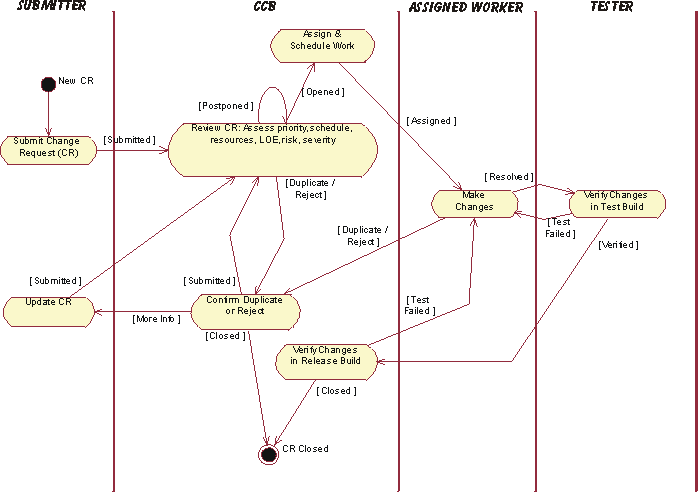 SUBMITTER
CCB
ASSIGNED WORKER
TESTER
Assign &
Schedule Work
New CR
[Postponed]
[Opened ]
Submit Change
Request (CR)
[Submitted]
Review CR: Assess priority,schedule,
resources, LOE,risk, severity
[Assigned ]
[Duplicate /
Reject]
[Resolved ]
Make
Changes
Verify Changes
in Test Build
[Duplicate /
Reject ]
[Test
Failed ]
[Verified]
[Submitted ]
[Submitted ]
Update CR
Confirm Duplicate
or Reject
[More Info ]
[Test
Failed ]
[Closed ]
Verify Changes
in Release Build
[Closed ]
CR Closed